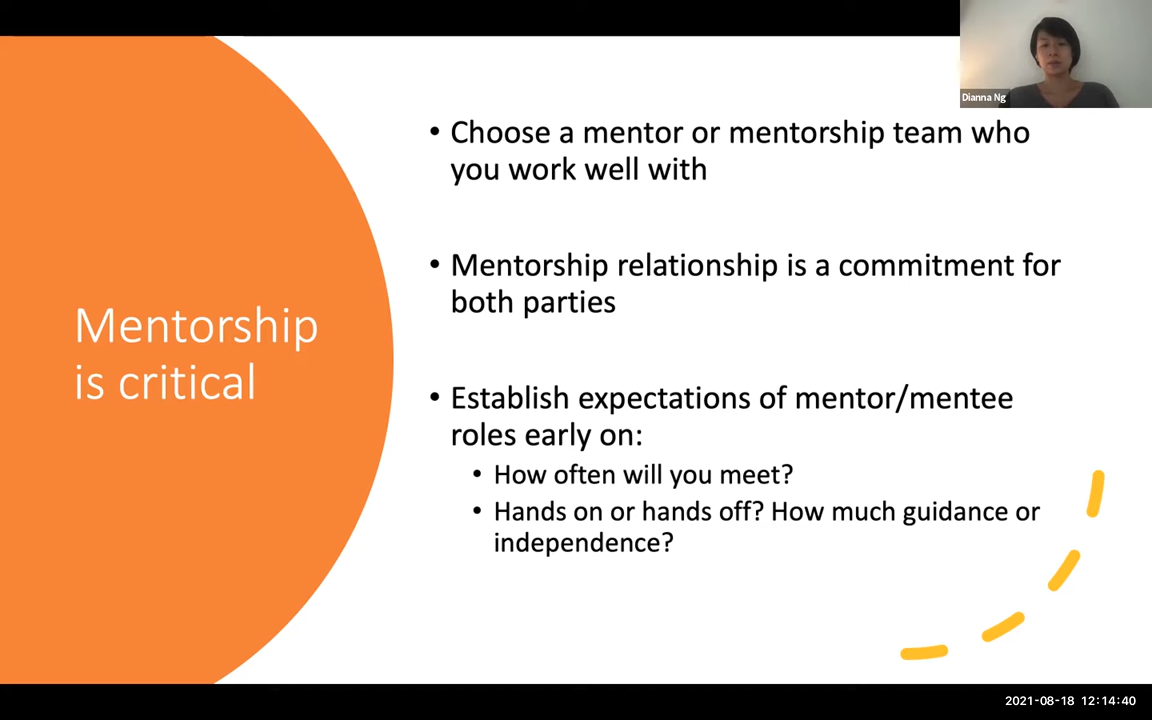 Dianna Ng
Mentorship
is critical
• Choose a mentor or mentorship team who
you work well with
• Mentorship relationship is a commitment for
both parties
• Establish expectations of mentor/mentee
roles early on:
• How often will you meet?
• Hands on or hands off? How much guidance or
independence?
2021-08-18 12:14:40